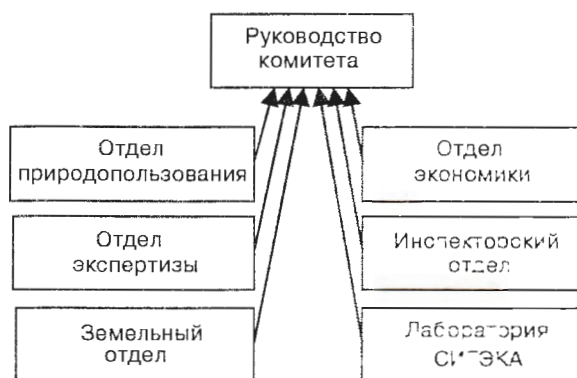 Руководство
комитета
Отдел
природопользования
Отдел
экспертизы
Земельный
отдел
Отдел
экономики
Инспекторский
отдел
Лаборатория